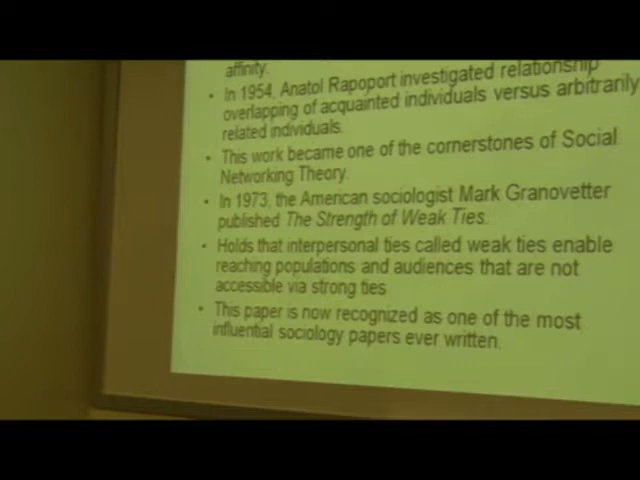 affinity.
• In 1954, Anatol Rapoport investigated relationship
overlapping of acquainted individuals versus arbitrarily
related individuals.
• This work became one of the cornerstones of Social
Networking Theory.
• In 1973, the American sociologist Mark Granovetter
published The Strength of Weak Ties.
• Holds that interpersonal ties called weak ties enable
reaching populations and audiences that are not
accessible via strong ties
• This paper is now recognized as one of the most
influential sociology papers ever written.